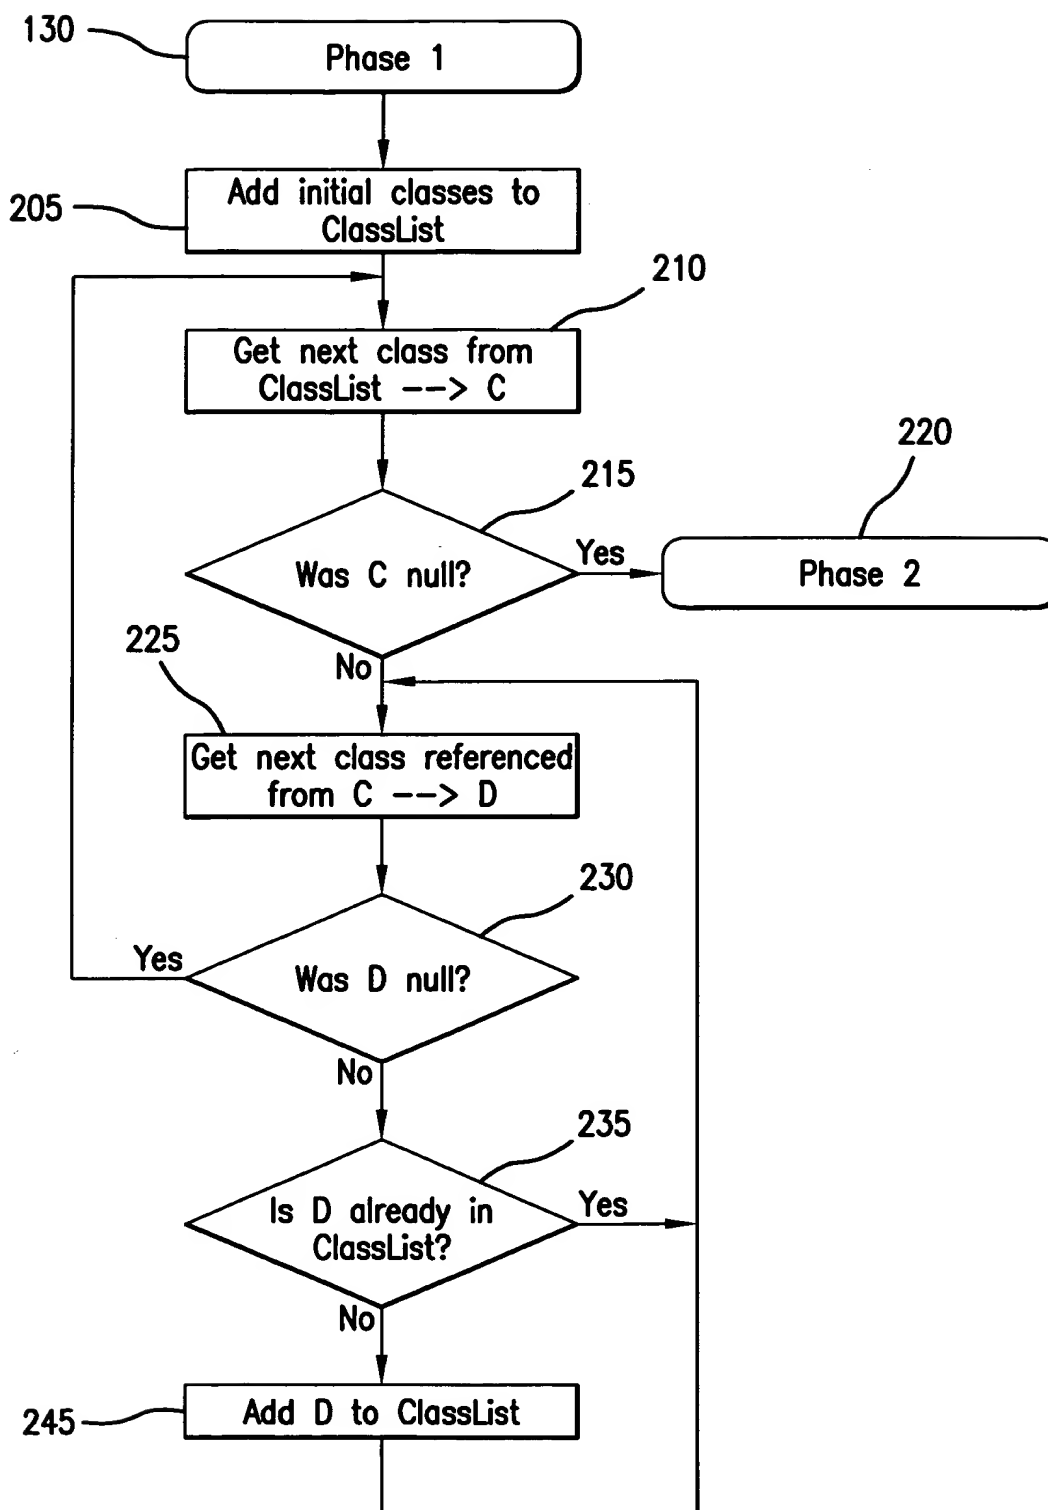 130
Phase 1
205
Add initial classes to
ClassList
210
Get next class from
ClassList --> C
215
Was C null?
Yes
220
Phase 2
No
225
Get next class referenced
from C --> D
230
Was D null?
Yes
No
235
Is D already in
ClassList?
Yes
No
245
Add D to ClassList